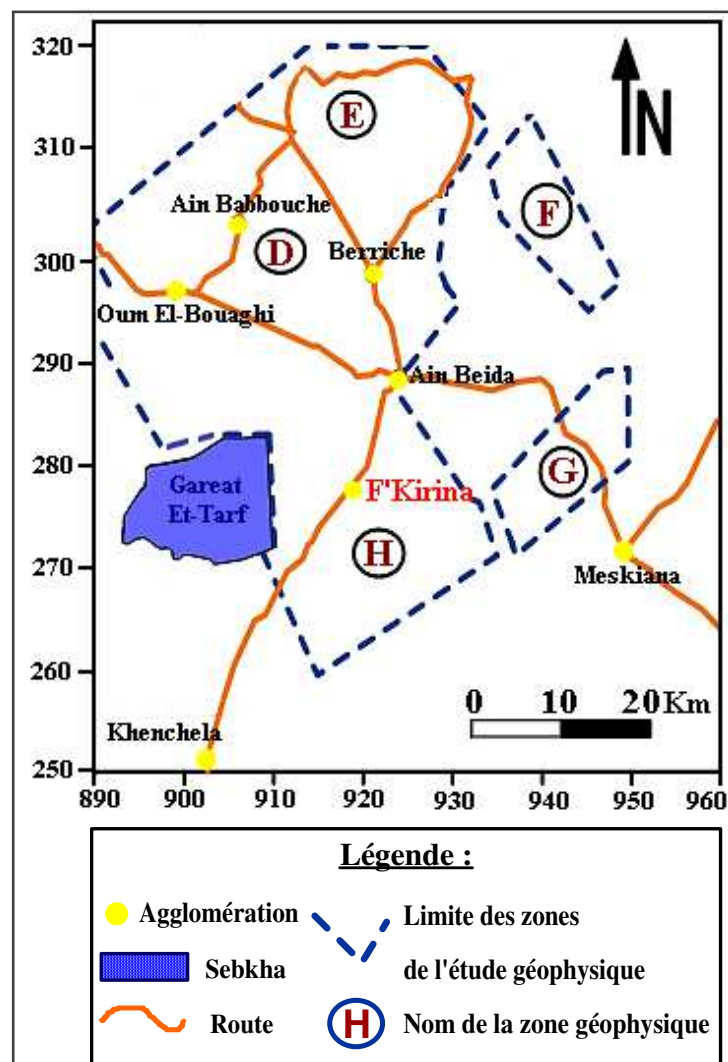 320
310
300
290
280
270
260
250
890
900
910
920
930
940
950
960
N
E
F
Ain Babbouche
D
Berriche
Oum El-Bouaghi
Ain Beida
Gareat
Et-Tarf
F'Kirina
G
H
Meskiana
Khenchela
0 10 20 Km
Légende :
Agglomération
Limite des zones
de l'étude géophysique
Sebkha
Route
H
Nom de la zone géophysique